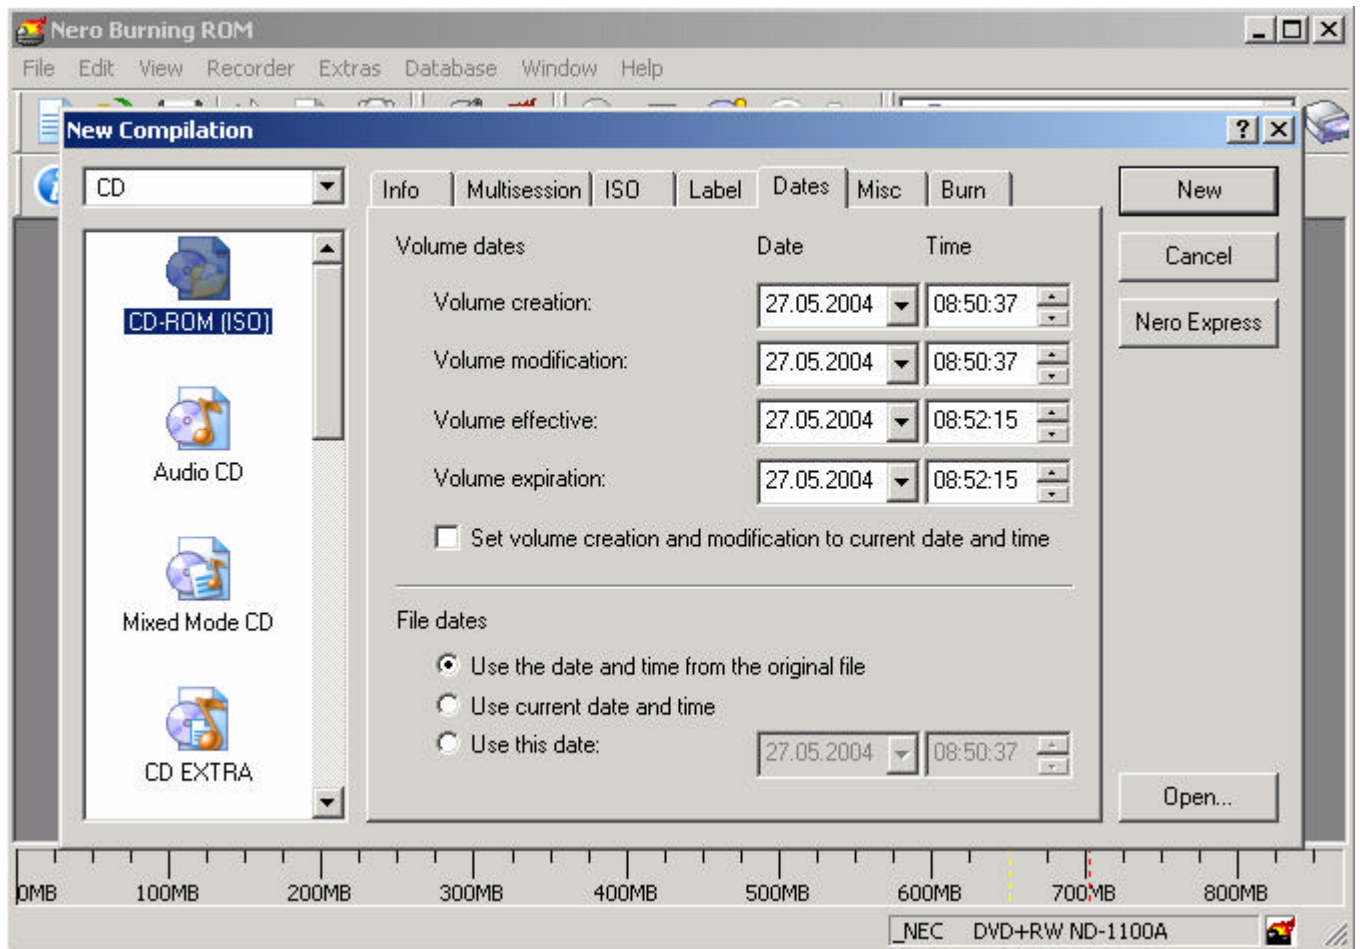 Nero Burning ROM
File Edit View Recorder Extras Database Window Help
New Compilation
CD
CD-ROM (ISO)
Audio CD
Mixed Mode CD
CD EXTRA
Info Multisession ISO Label Dates Misc Burn
Volume dates Date Time
Volume creation: 27.05.2004 08:50:37
Volume modification: 27.05.2004 08:50:37
Volume effective: 27.05.2004 08:52:15
Volume expiration: 27.05.2004 08:52:15
Set volume creation and modification to current date and time
File dates
Use the date and time from the original file
Use current date and time
Use this date: 27.05.2004 08:50:37
New
Cancel
Nero Express
Open...
0MB 100MB 200MB 300MB 400MB 500MB 600MB 700MB 800MB
_NEC DVD+RW ND-1100A